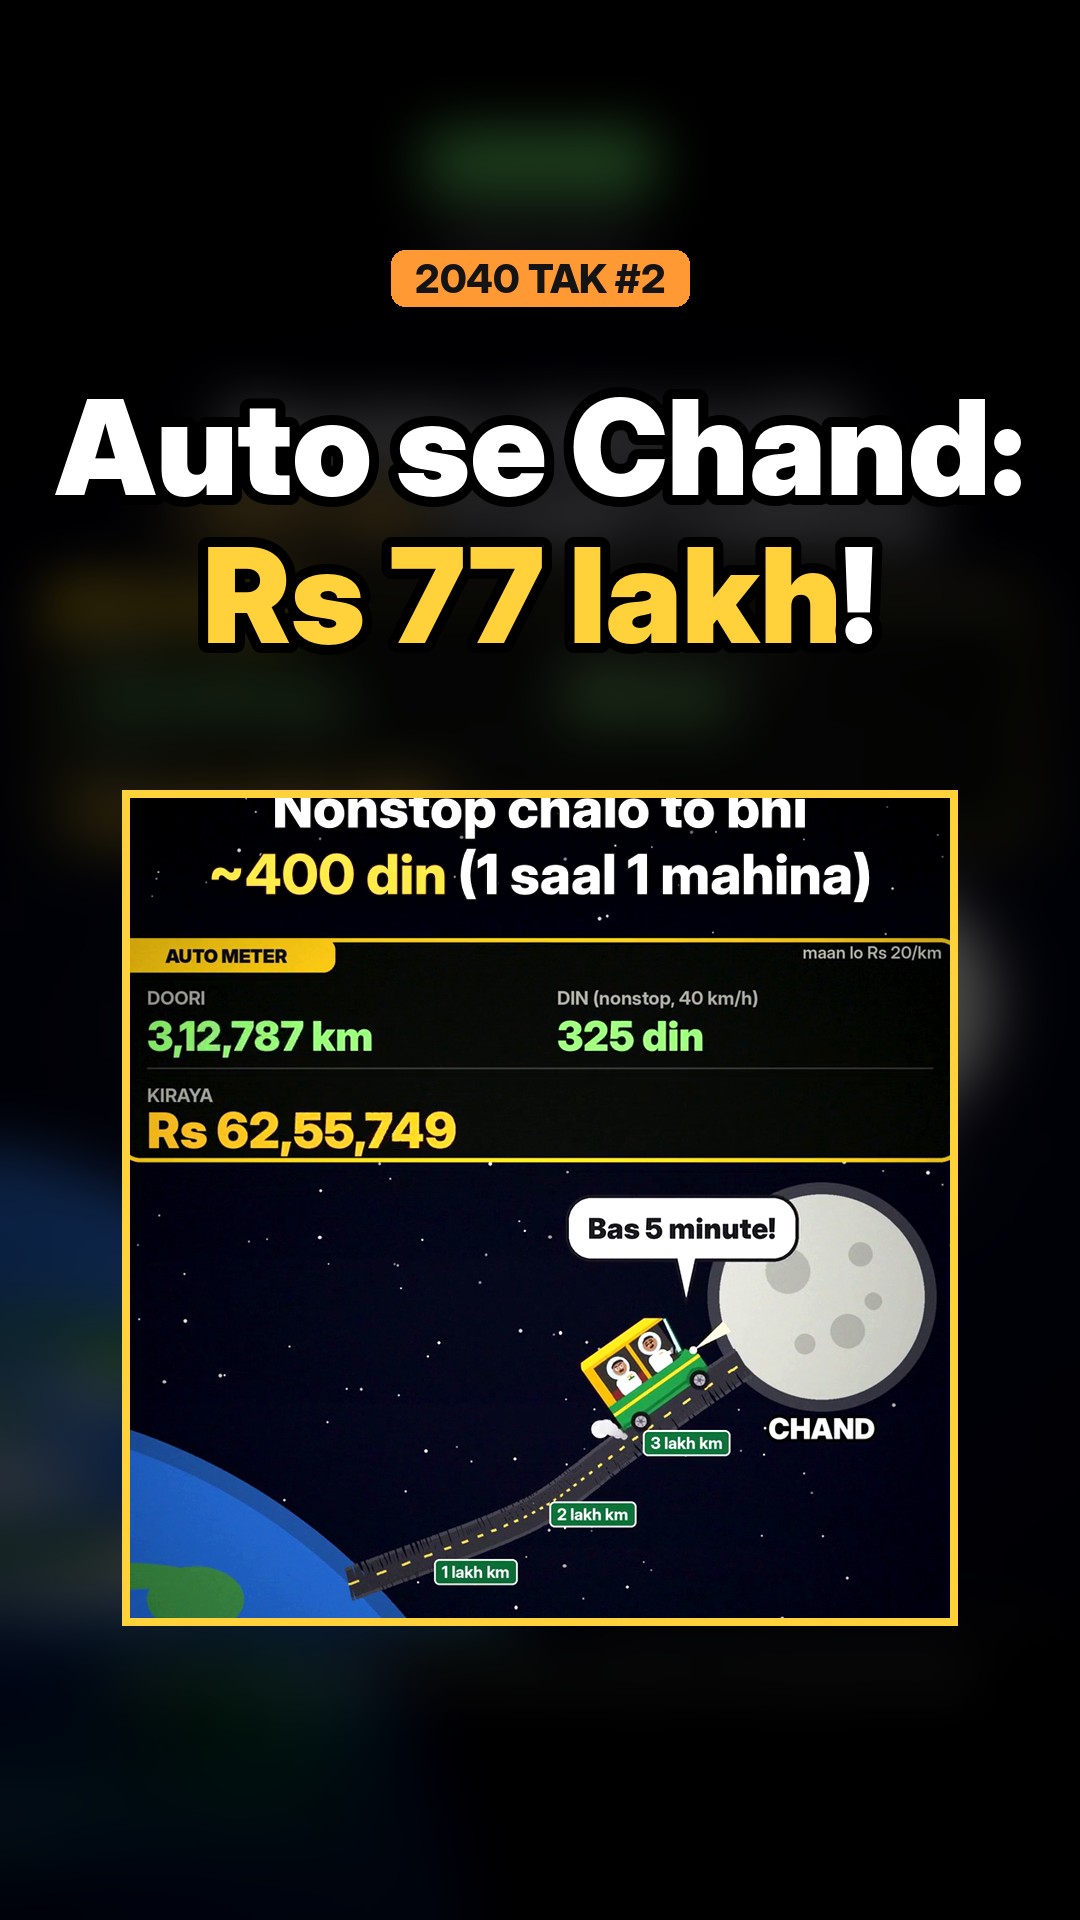 2040 TAK #2
Auto se Chand:
Rs 77 lakh!
Nonstop chalo to bhi
~400 din (1 saal 1 mahina)
AUTO METER
maan lo Rs 20/km
DOORI
DIN (nonstop, 40 km/h)
3,12,787 km
325 din
KIRAYA
Rs 62,55,749
Bas 5 minute!
CHAND
3 lakh km
2 lakh km
1 lakh km